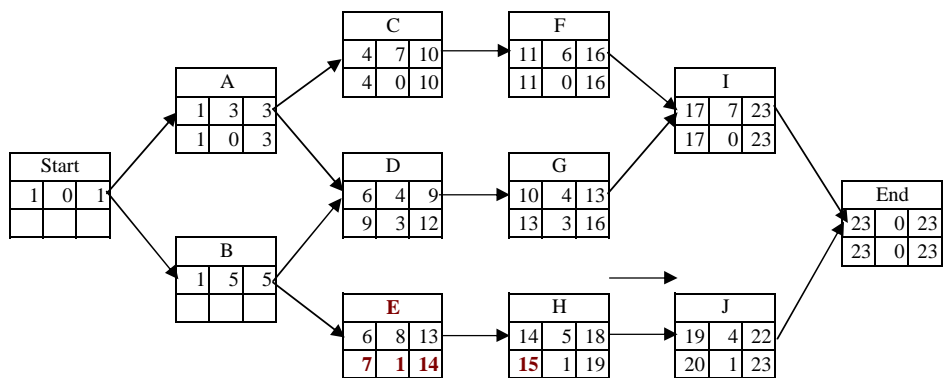 C
4 7 10
4 0 10
F
11 6 16
11 0 16
A
1 3 3
1 0 3
I
17 7 23
17 0 23
Start
1 0 1
D
6 4 9
9 3 12
G
10 4 13
13 3 16
End
23 0 23
23 0 23
B
1 5 5
E
6 8 13
7 1 14
H
14 5 18
15 1 19
J
19 4 22
20 1 23